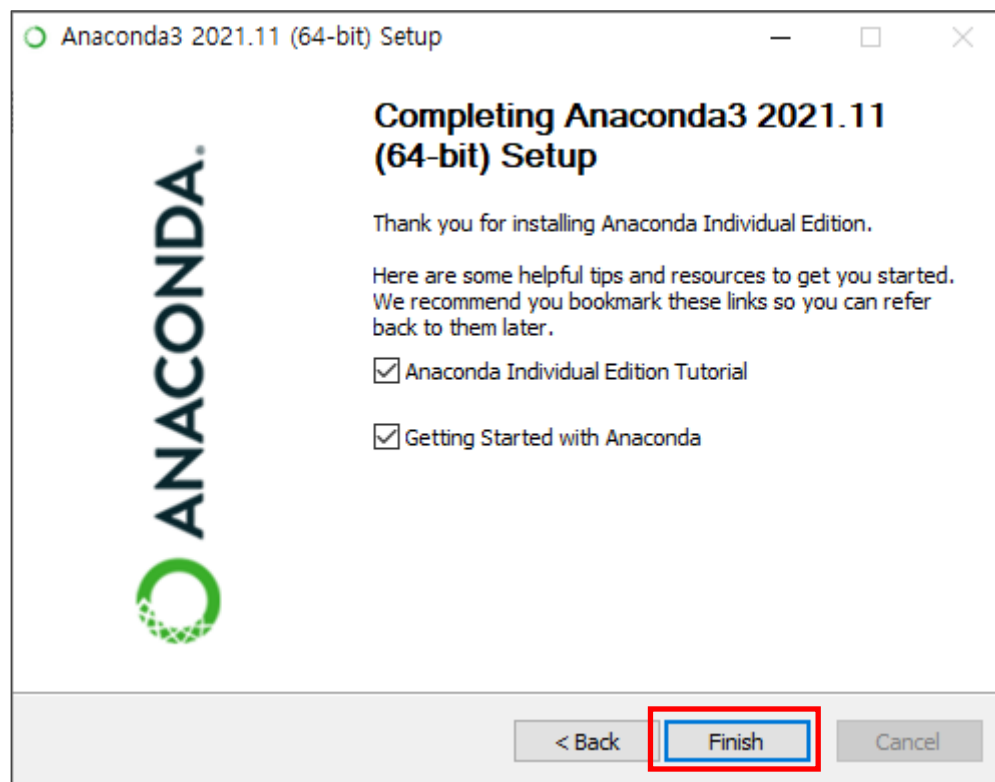 Anaconda3 2021.11 (64-bit) Setup
Completing Anaconda3 2021.11
(64-bit) Setup
ANACONDA.
Thank you for installing Anaconda Individual Edition.
Here are some helpful tips and resources to get you started.
We recommend you bookmark these links so you can refer
back to them later.
Anaconda Individual Edition Tutorial
Getting Started with Anaconda
< Back
Finish
Cancel